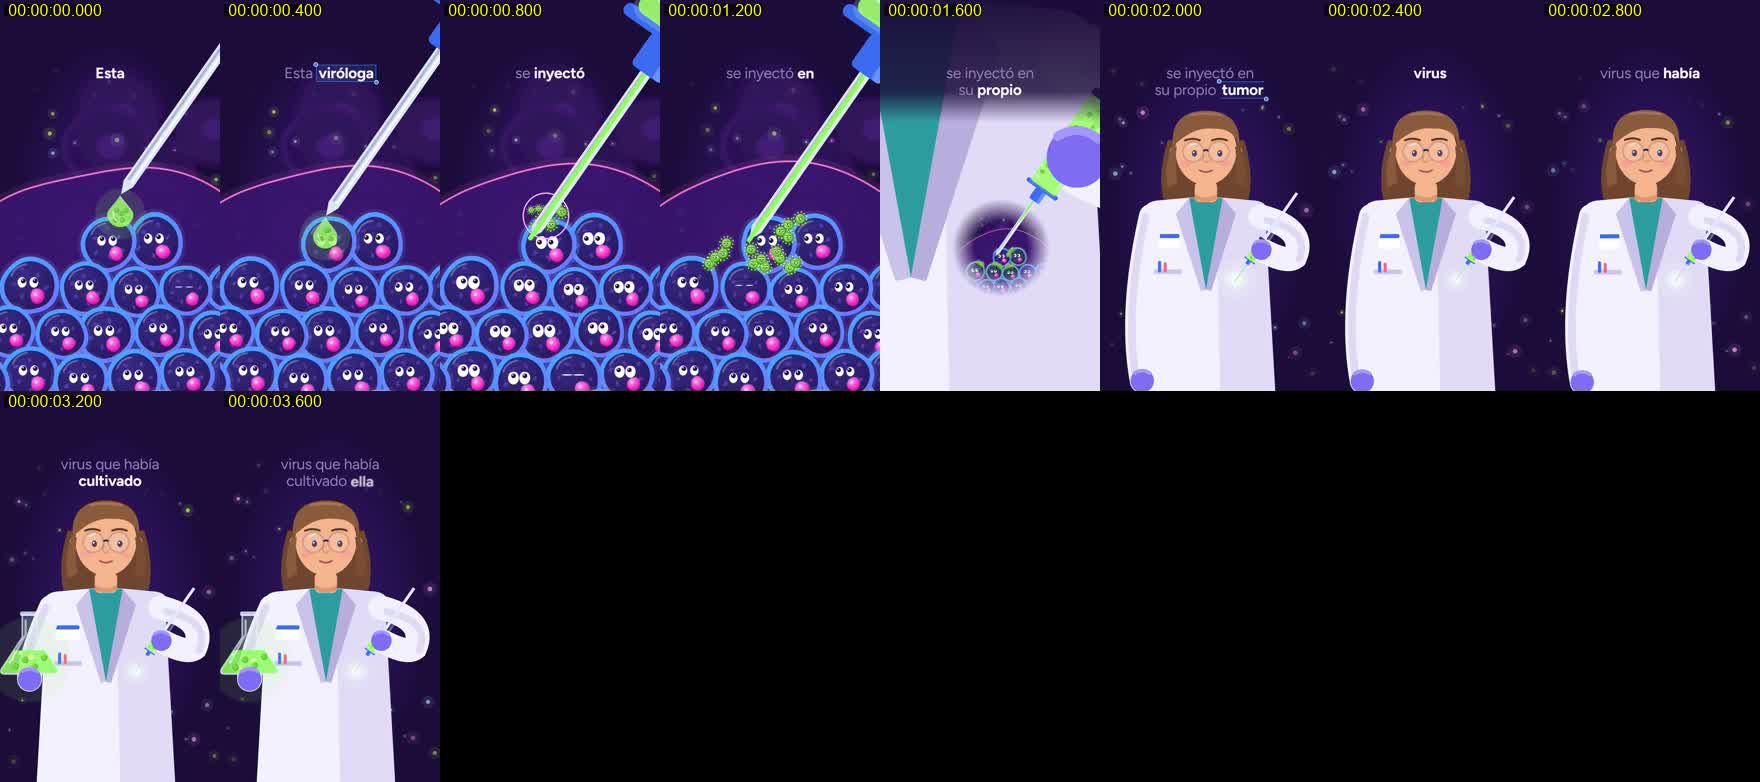 00:00:00.000
Esta
00:00:00.400
Esta viróloga
00:00:00.800
se inyectó
00:00:01.200
se inyectó en
00:00:01.600
se inyectó en
su propio
00:00:02.000
se inyectó en
su propio tumor
00:00:02.400
virus
00:00:02.800
virus que había
00:00:03.200
virus que había
cultivado
00:00:03.600
virus que había
cultivado ella